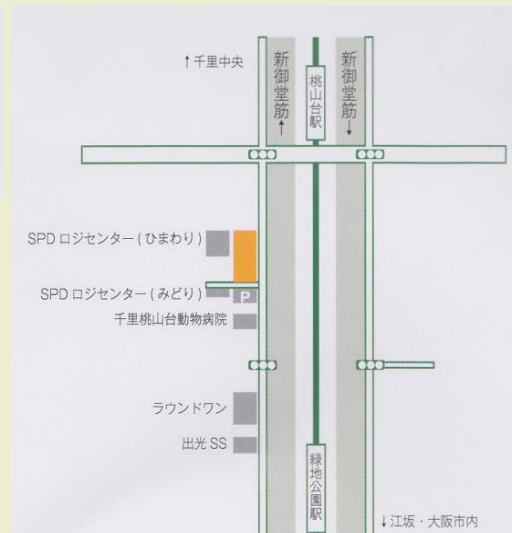 ↑千里中央
新御堂筋↑
桃山台駅
新御堂筋↓
SPD ロジセンター ( ひまわり )
SPD ロジセンター ( みどり )
P
千里桃山台動物病院
ラウンドワン
出光 SS
緑地公園駅
↓江坂・大阪市内